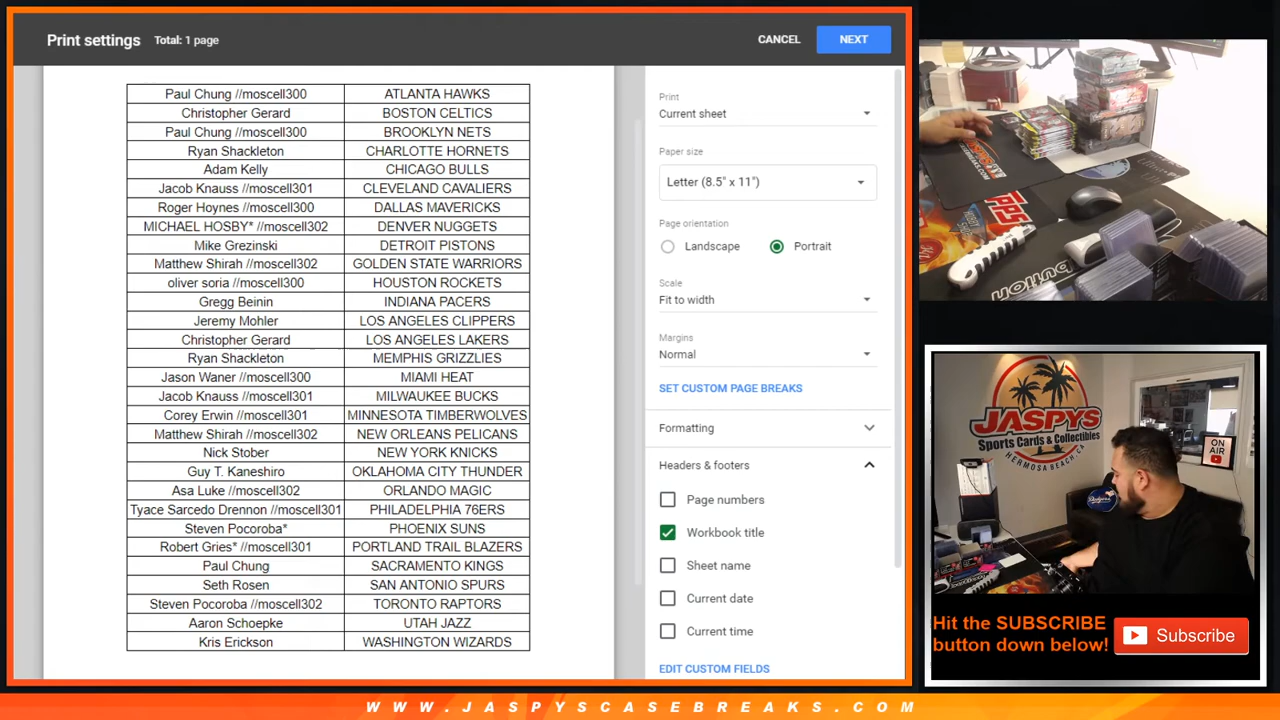 Print settings Total: 1 page CANCEL NEXT
Paul Chung //moscell300 ATLANTA HAWKS
Christopher Gerard BOSTON CELTICS
Paul Chung //moscell300 BROOKLYN NETS
Ryan Shackleton CHARLOTTE HORNETS
Adam Kelly CHICAGO BULLS
Jacob Knauss //moscell301 CLEVELAND CAVALIERS
Roger Hoynes //moscell300 DALLAS MAVERICKS
MICHAEL HOSBY* //moscell302 DENVER NUGGETS
Mike Grezinski DETROIT PISTONS
Matthew Shirah //moscell302 GOLDEN STATE WARRIORS
oliver soria //moscell300 HOUSTON ROCKETS
Gregg Beinin INDIANA PACERS
Jeremy Mohler LOS ANGELES CLIPPERS
Christopher Gerard LOS ANGELES LAKERS
Ryan Shackleton MEMPHIS GRIZZLIES
Jason Waner //moscell300 MIAMI HEAT
Jacob Knauss //moscell301 MILWAUKEE BUCKS
Corey Erwin //moscell301 MINNESOTA TIMBERWOLVES
Matthew Shirah //moscell302 NEW ORLEANS PELICANS
Nick Stober NEW YORK KNICKS
Guy T. Kaneshiro OKLAHOMA CITY THUNDER
Asa Luke //moscell302 ORLANDO MAGIC
Tyace Sarcedo Drennon //moscell301 PHILADELPHIA 76ERS
Steven Pocoroba* PHOENIX SUNS
Robert Gries* //moscell301 PORTLAND TRAIL BLAZERS
Paul Chung SACRAMENTO KINGS
Seth Rosen SAN ANTONIO SPURS
Steven Pocoroba //moscell302 TORONTO RAPTORS
Aaron Schoepke UTAH JAZZ
Kris Erickson WASHINGTON WIZARDS
Print
Current sheet
Paper size
Letter (8.5" x 11")
Page orientation
Landscape Portrait
Scale
Fit to width
Margins
Normal
SET CUSTOM PAGE BREAKS
Formatting
Headers & footers
Page numbers
Workbook title
Sheet name
Current date
Current time
EDIT CUSTOM FIELDS
button
JASPYS
Sports Cards & Collectibles
HERMOSA BEACH, CA
ON
AIR
Dodgers
Hit the SUBSCRIBE
button down below!
Subscribe
WWW.JASPYSCASEBREAKS.COM